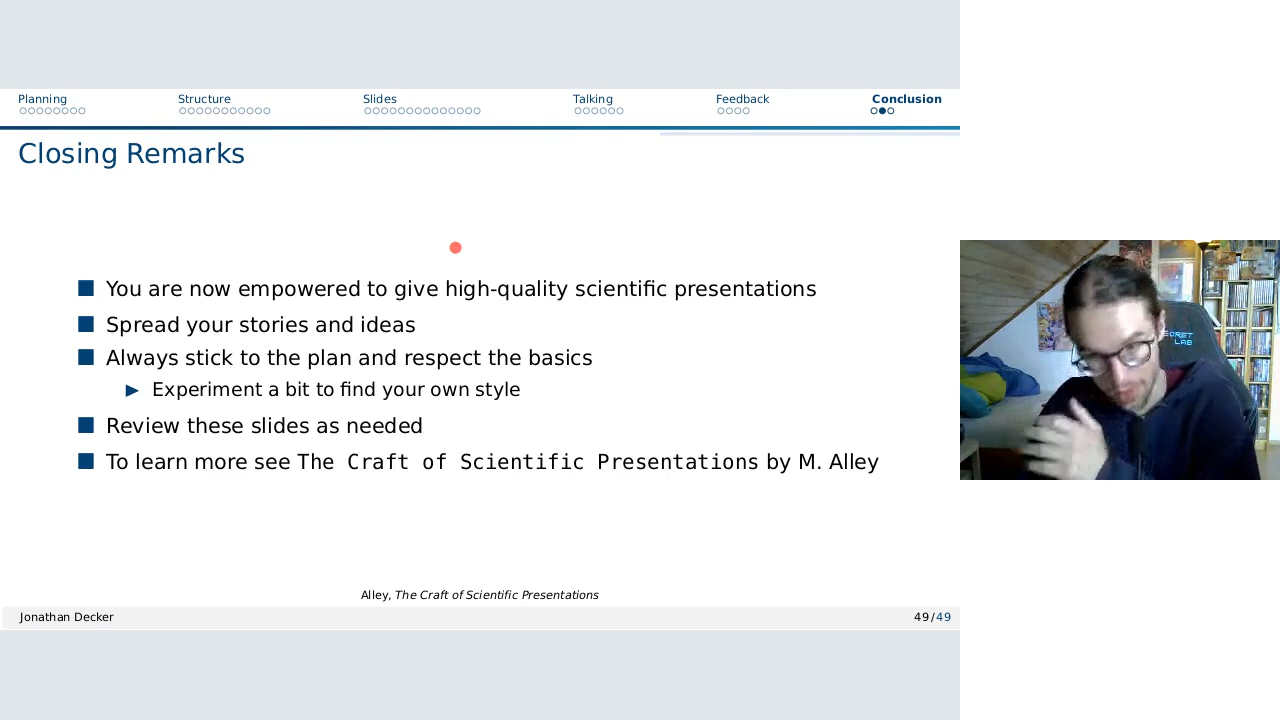 Planning
Structure
Slides
Talking
Feedback
Conclusion
Closing Remarks
You are now empowered to give high-quality scientific presentations
Spread your stories and ideas
Always stick to the plan and respect the basics
Experiment a bit to find your own style
Review these slides as needed
To learn more see The Craft of Scientific Presentations by M. Alley
Alley, The Craft of Scientific Presentations
Jonathan Decker
49/49
SECRET
LAB